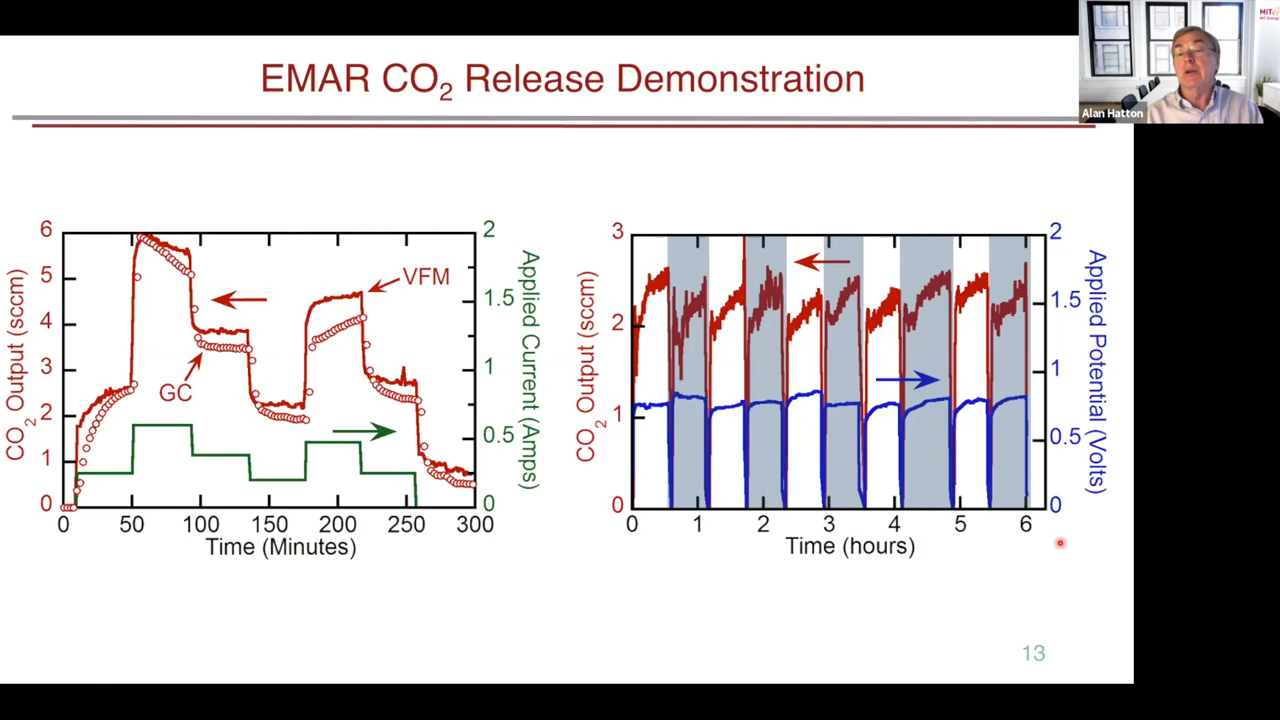 EMAR CO2 Release Demonstration
MIT
Alan Hatton
6
5
4
3
2
1
0
CO2 Output (sccm)
2
1.5
1
0.5
0
Applied Current (Amps)
VFM
GC
0 50 100 150 200 250 300
Time (Minutes)
3
2
1
0
CO2 Output (sccm)
2
1.5
1
0.5
0
Applied Potential (Volts)
0 1 2 3 4 5 6
Time (hours)
13